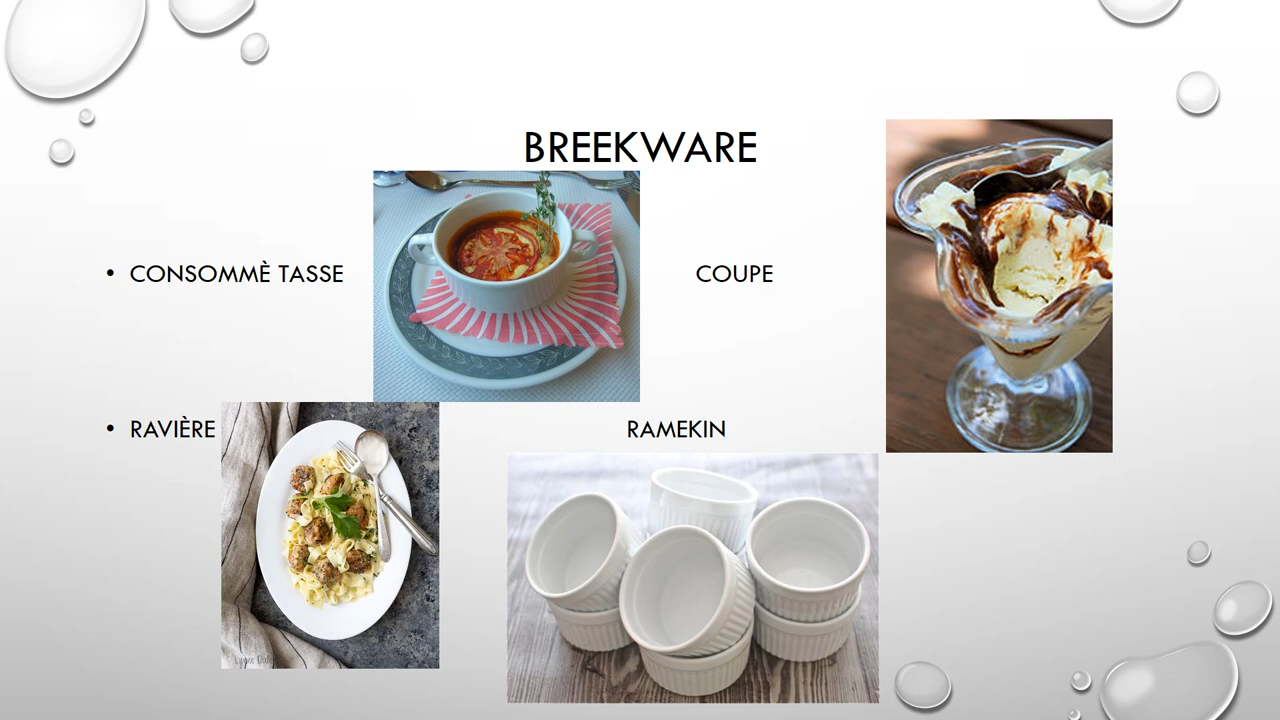 BREEKWARE
• CONSOMMÈ TASSE COUPE
• RAVIÈRE RAMEKIN